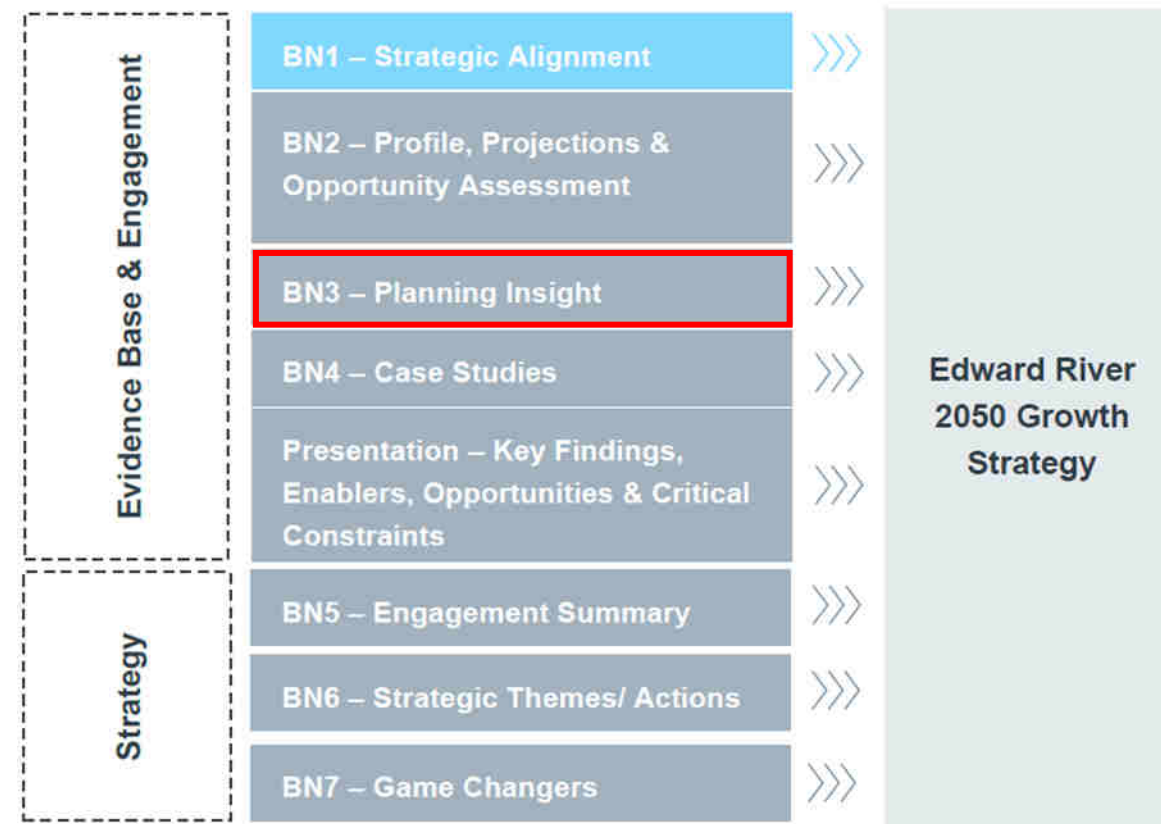 Evidence Base & Engagement
BN1 – Strategic Alignment
BN2 – Profile, Projections &
Opportunity Assessment
BN3 – Planning Insight
BN4 – Case Studies
Presentation – Key Findings,
Enablers, Opportunities & Critical
Constraints
Strategy
BN5 – Engagement Summary
BN6 – Strategic Themes/ Actions
BN7 – Game Changers
Edward River
2050 Growth
Strategy